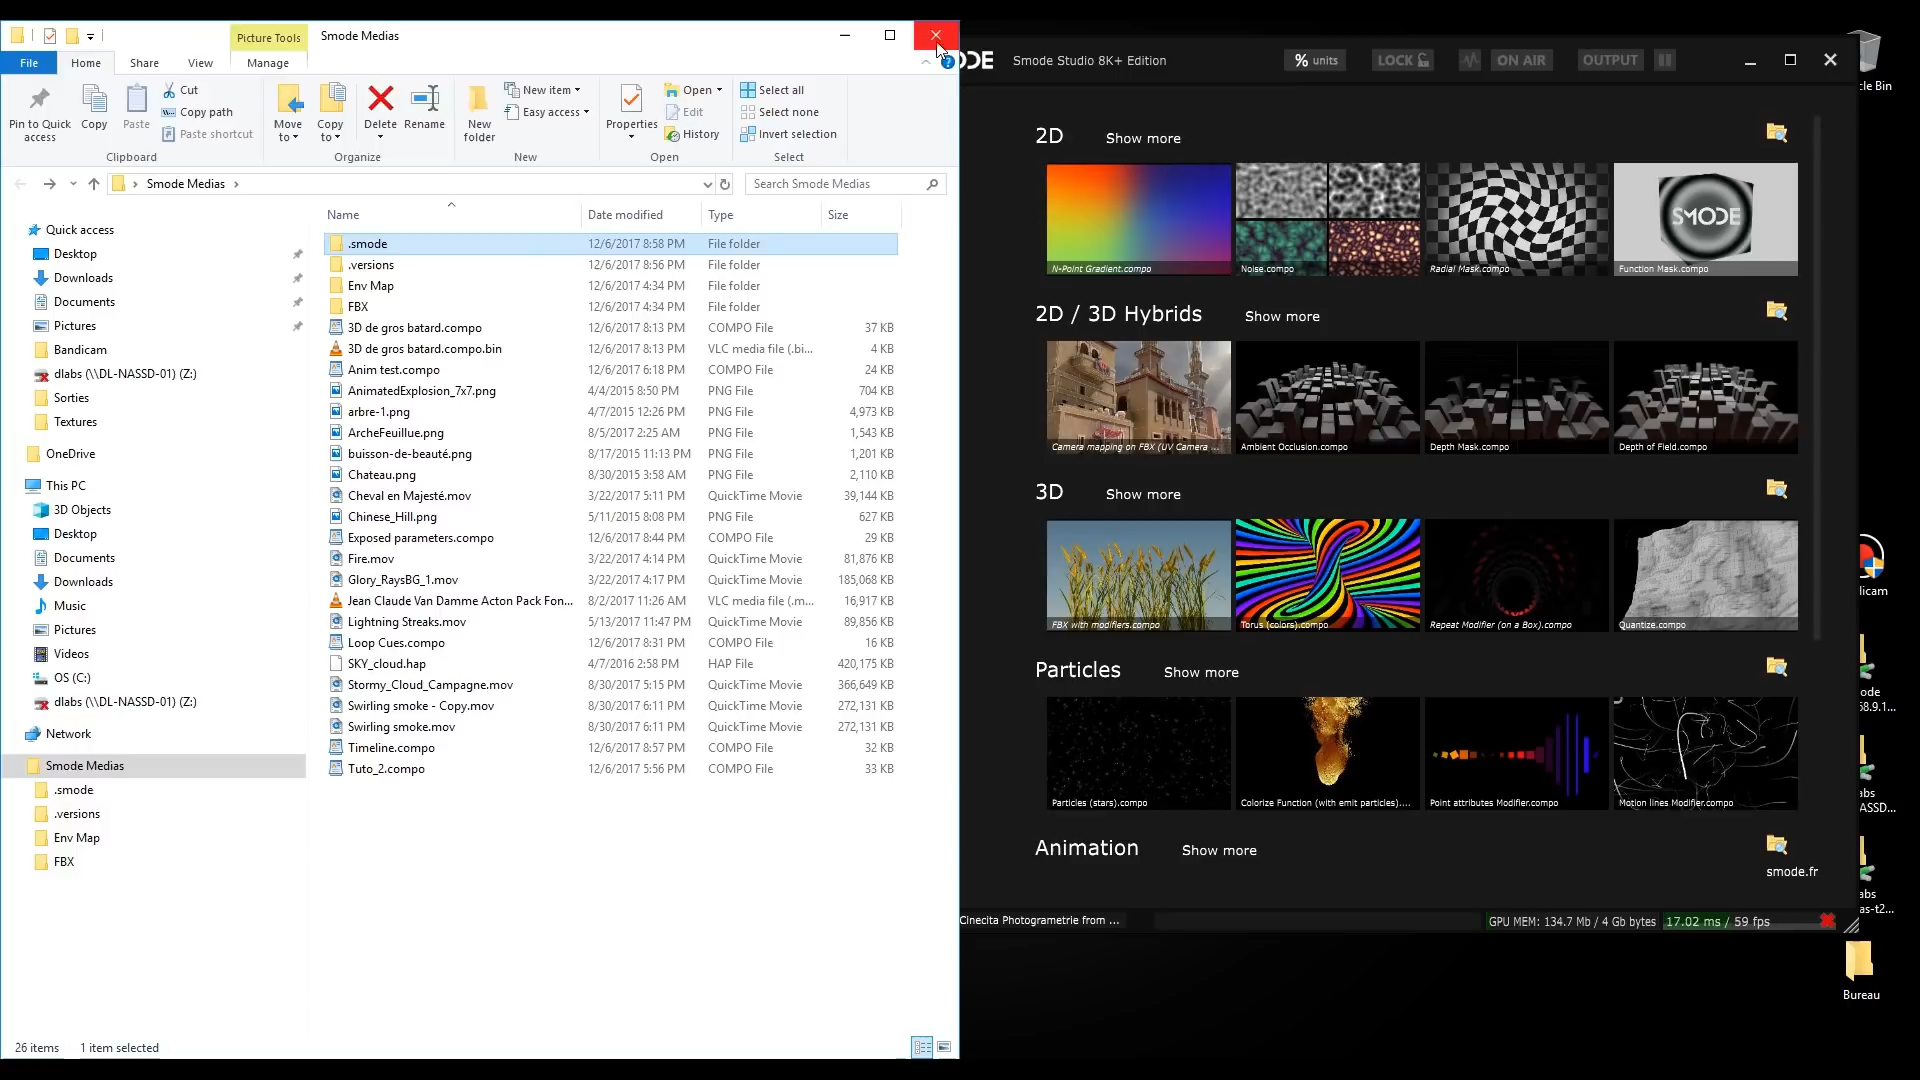 Picture Tools
Smode Medias
File
Home
Share
View
Manage
Pin to Quick access
Copy
Paste
Cut
Copy path
Paste shortcut
Clipboard
Move to
Copy to
Delete
Rename
Organize
New folder
New item
Easy access
New
Properties
Open
Edit
History
Open
Select all
Select none
Invert selection
Select
Smode Medias
Search Smode Medias
Quick access
Desktop
Downloads
Documents
Pictures
Bandicam
dlabs (\\DL-NASSD-01) (Z:)
Sorties
Textures
OneDrive
This PC
3D Objects
Desktop
Documents
Downloads
Music
Pictures
Videos
OS (C:)
dlabs (\\DL-NASSD-01) (Z:)
Network
Smode Medias
.smode
.versions
Env Map
FBX
Name Date modified Type Size
.smode 12/6/2017 8:58 PM File folder
.versions 12/6/2017 8:56 PM File folder
Env Map 12/6/2017 4:34 PM File folder
FBX 12/6/2017 4:34 PM File folder
3D de gros batard.compo 12/6/2017 8:13 PM COMPO File 37 KB
3D de gros batard.compo.bin 12/6/2017 8:13 PM VLC media file (.bi... 4 KB
Anim test.compo 12/6/2017 6:18 PM COMPO File 24 KB
AnimatedExplosion_7x7.png 4/4/2015 8:50 PM PNG File 704 KB
arbre-1.png 4/7/2015 12:26 PM PNG File 4,973 KB
ArcheFeuillue.png 8/5/2017 2:25 AM PNG File 1,543 KB
buisson-de-beauté.png 8/17/2015 11:13 PM PNG File 1,201 KB
Chateau.png 8/30/2015 3:58 AM PNG File 2,110 KB
Cheval en Majesté.mov 3/22/2017 5:11 PM QuickTime Movie 39,144 KB
Chinese_Hill.png 5/11/2015 8:08 PM PNG File 627 KB
Exposed parameters.compo 12/6/2017 8:44 PM COMPO File 29 KB
Fire.mov 3/22/2017 4:14 PM QuickTime Movie 81,876 KB
Glory_RaysBG_1.mov 3/22/2017 4:17 PM QuickTime Movie 185,068 KB
Jean Claude Van Damme Acton Pack Fon... 8/2/2017 11:26 AM VLC media file (.m... 16,917 KB
Lightning Streaks.mov 5/13/2017 11:47 PM QuickTime Movie 89,856 KB
Loop Cues.compo 12/6/2017 8:31 PM COMPO File 16 KB
SKY_cloud.hap 4/7/2016 2:58 PM HAP File 420,175 KB
Stormy_Cloud_Campagne.mov 8/30/2017 5:15 PM QuickTime Movie 366,649 KB
Swirling smoke - Copy.mov 8/30/2017 6:11 PM QuickTime Movie 272,131 KB
Swirling smoke.mov 8/30/2017 6:11 PM QuickTime Movie 272,131 KB
Timeline.compo 12/6/2017 8:57 PM COMPO File 32 KB
Tuto_2.compo 12/6/2017 5:56 PM COMPO File 33 KB
26 items 1 item selected
ODE Smode Studio 8K+ Edition % units LOCK ON AIR OUTPUT
2D Show more
N-Point Gradient.compo Noise.compo Radial Mask.compo SMODE Function Mask.compo
2D / 3D Hybrids Show more
Camera mapping on FBX (UV Camera ... Ambient Occlusion.compo Depth Mask.compo Depth of Field.compo
3D Show more
FBX with modifiers.compo Torus (colors).compo Repeat Modifier (on a Box).compo Quantize.compo
Particles Show more
Particles (stars).compo Colorize Function (with emit particles).... Point attributes Modifier.compo Motion lines Modifier.compo
Animation Show more
smode.fr
Cinecita Photogrametrie from ... GPU MEM: 134.7 Mb / 4 Gb bytes 17.02 ms / 59 fps
cle Bin
licam
ode
58.9.1...
abs
ASSD...
abs
as-t2...
Bureau